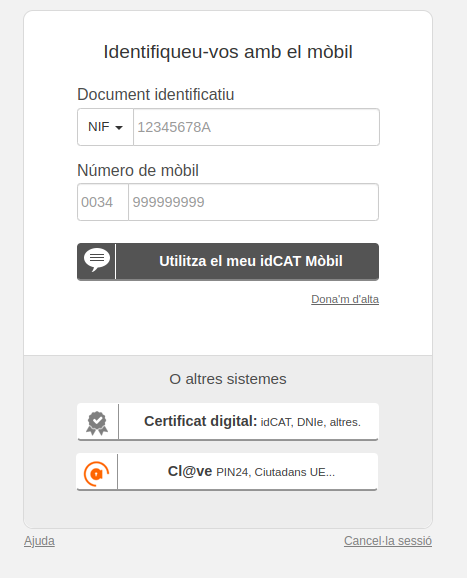 Identifiqueu-vos amb el mòbil
Document identificatiu
NIF 12345678A
Número de mòbil
0034 999999999
Utilitza el meu idCAT Mòbil
Dona'm d'alta
O altres sistemes
Certificat digital: idCAT, DNIe, altres.
Cl@ve PIN24, Ciutadans UE...
Ajuda Cancel·la sessió